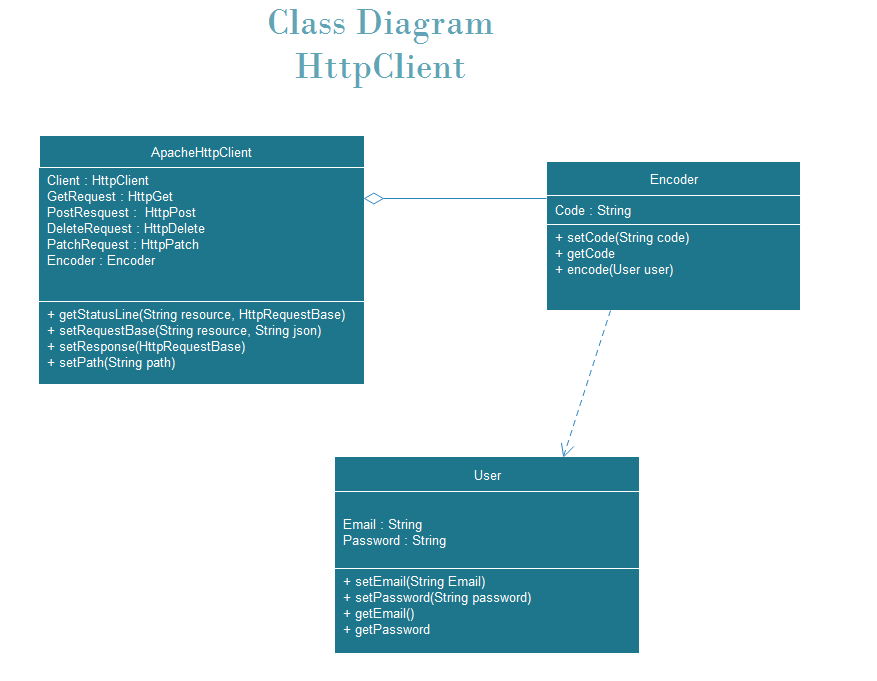 Class Diagram
HttpClient
ApacheHttpClient
Client : HttpClient
GetRequest : HttpGet
PostResquest :  HttpPost
DeleteRequest : HttpDelete
PatchRequest : HttpPatch
Encoder : Encoder
+ getStatusLine(String resource, HttpRequestBase)
+ setRequestBase(String resource, String json)
+ setResponse(HttpRequestBase)
+ setPath(String path)
Encoder
Code : String
+ setCode(String code)
+ getCode
+ encode(User user)
User
Email : String
Password : String
+ setEmail(String Email)
+ setPassword(String password)
+ getEmail()
+ getPassword